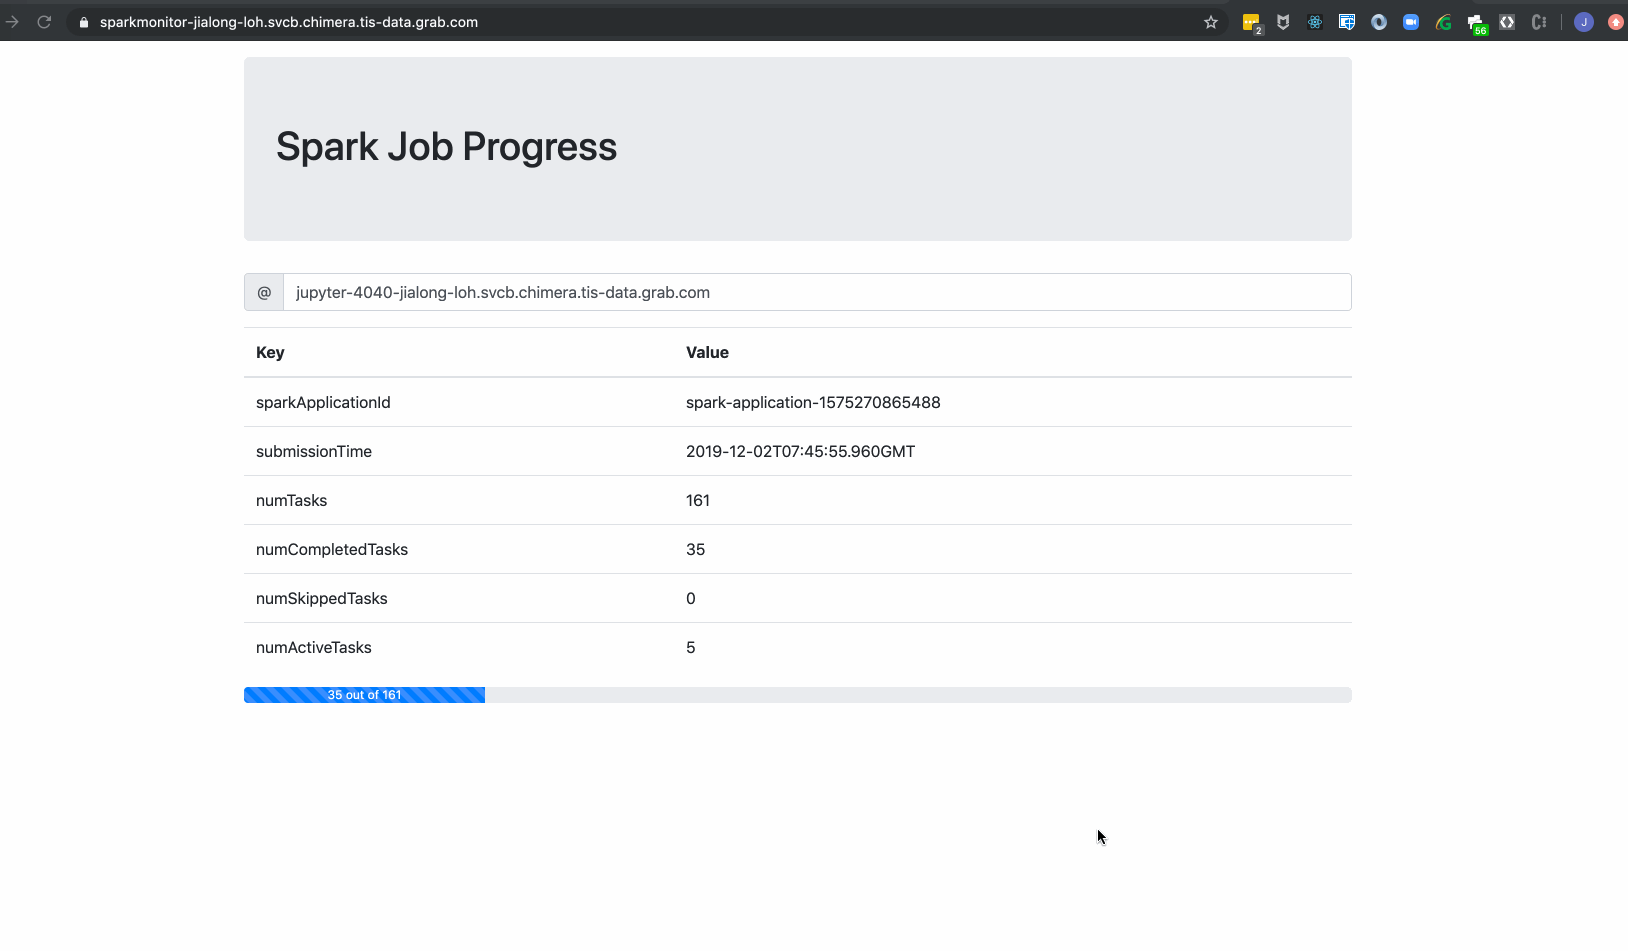 sparkmonitor-jialong-loh.svcb.chimera.tis-data.grab.com
2
56
J
Spark Job Progress
@ jupyter-4040-jialong-loh.svcb.chimera.tis-data.grab.com
Key Value
sparkApplicationId spark-application-1575270865488
submissionTime 2019-12-02T07:45:55.960GMT
numTasks 161
numCompletedTasks 35
numSkippedTasks 0
numActiveTasks 5
35 out of 161